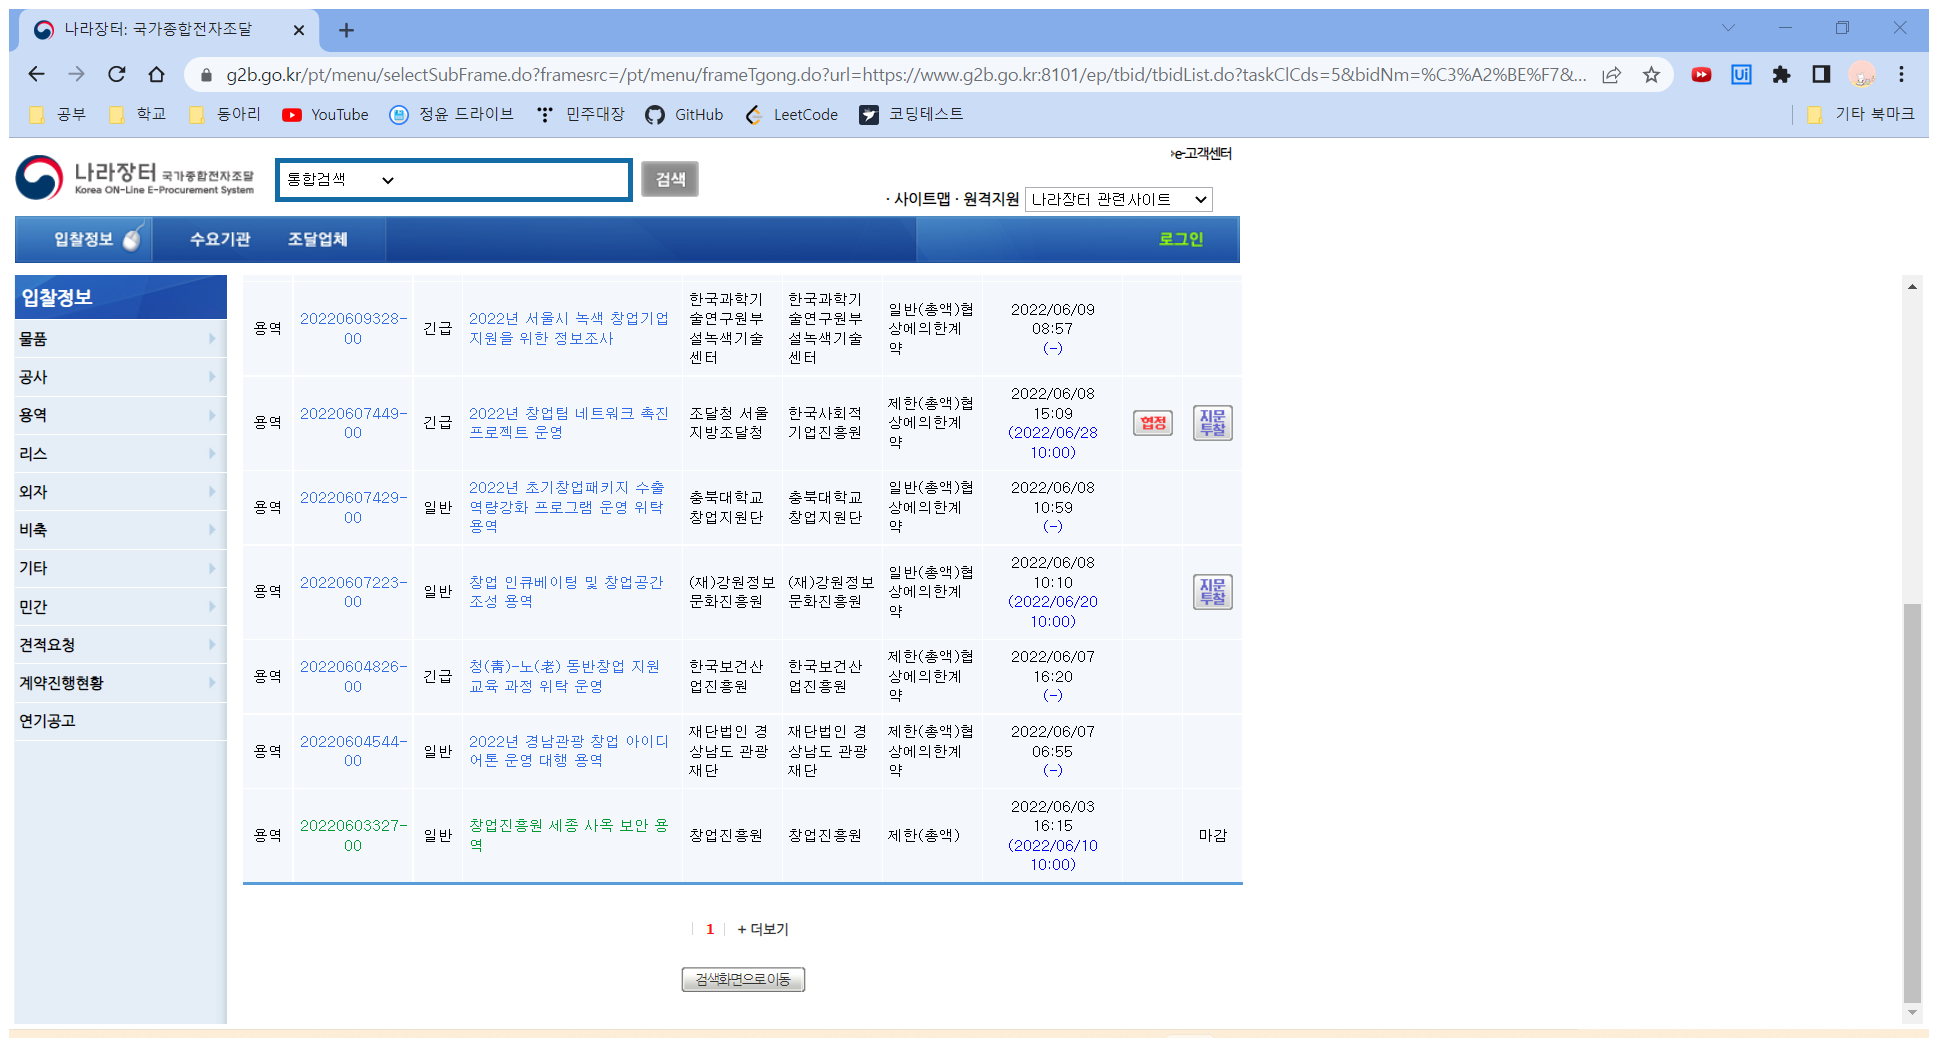 나라장터: 국가종합전자조달
g2b.go.kr/pt/menu/selectSubFrame.do?framesrc=/pt/menu/frameTgong.do?url=https://www.g2b.go.kr:8101/ep/tbid/tbidList.do?taskClCds=5&bidNm=%C3%A2%BE%F7&...
공부 학교 동아리 YouTube 정윤 드라이브 민주대장 GitHub LeetCode 코딩테스트 기타 북마크
e-고객센터
나라장터 국가종합전자조달
Korea ON-Line E-Procurement System
통합검색
검색
· 사이트맵 · 원격지원 나라장터 관련사이트
입찰정보 수요기관 조달업체 로그인
입찰정보
물품
공사
용역
리스
외자
비축
기타
민간
견적요청
계약진행현황
연기공고
용역
20220609328-
00
긴급
2022년 서울시 녹색 창업기업
지원을 위한 정보조사
한국과학기
술연구원부
설녹색기술
센터
한국과학기
술연구원부
설녹색기술
센터
일반(총액)협
상에의한계
약
2022/06/09
08:57
(-)
용역
20220607449-
00
긴급
2022년 창업팀 네트워크 촉진
프로젝트 운영
조달청 서울
지방조달청
한국사회적
기업진흥원
제한(총액)협
상에의한계
약
2022/06/08
15:09
(2022/06/28
10:00)
협정
지문
투찰
용역
20220607429-
00
일반
2022년 초기창업패키지 수출
역량강화 프로그램 운영 위탁
용역
충북대학교
창업지원단
충북대학교
창업지원단
일반(총액)협
상에의한계
약
2022/06/08
10:59
(-)
용역
20220607223-
00
일반
창업 인큐베이팅 및 창업공간
조성 용역
(재)강원정보
문화진흥원
(재)강원정보
문화진흥원
일반(총액)협
상에의한계
약
2022/06/08
10:10
(2022/06/20
10:00)
지문
투찰
용역
20220604826-
00
긴급
청(靑)-노(老) 동반창업 지원
교육 과정 위탁 운영
한국보건산
업진흥원
한국보건산
업진흥원
제한(총액)협
상에의한계
약
2022/06/07
16:20
(-)
용역
20220604544-
00
일반
2022년 경남관광 창업 아이디
어톤 운영 대행 용역
재단법인 경
상남도 관광
재단
재단법인 경
상남도 관광
재단
제한(총액)협
상에의한계
약
2022/06/07
06:55
(-)
용역
20220603327-
00
일반
창업진흥원 세종 사옥 보안 용
역
창업진흥원
창업진흥원
제한(총액)
2022/06/03
16:15
(2022/06/10
10:00)
마감
1 + 더보기
검색화면으로이동